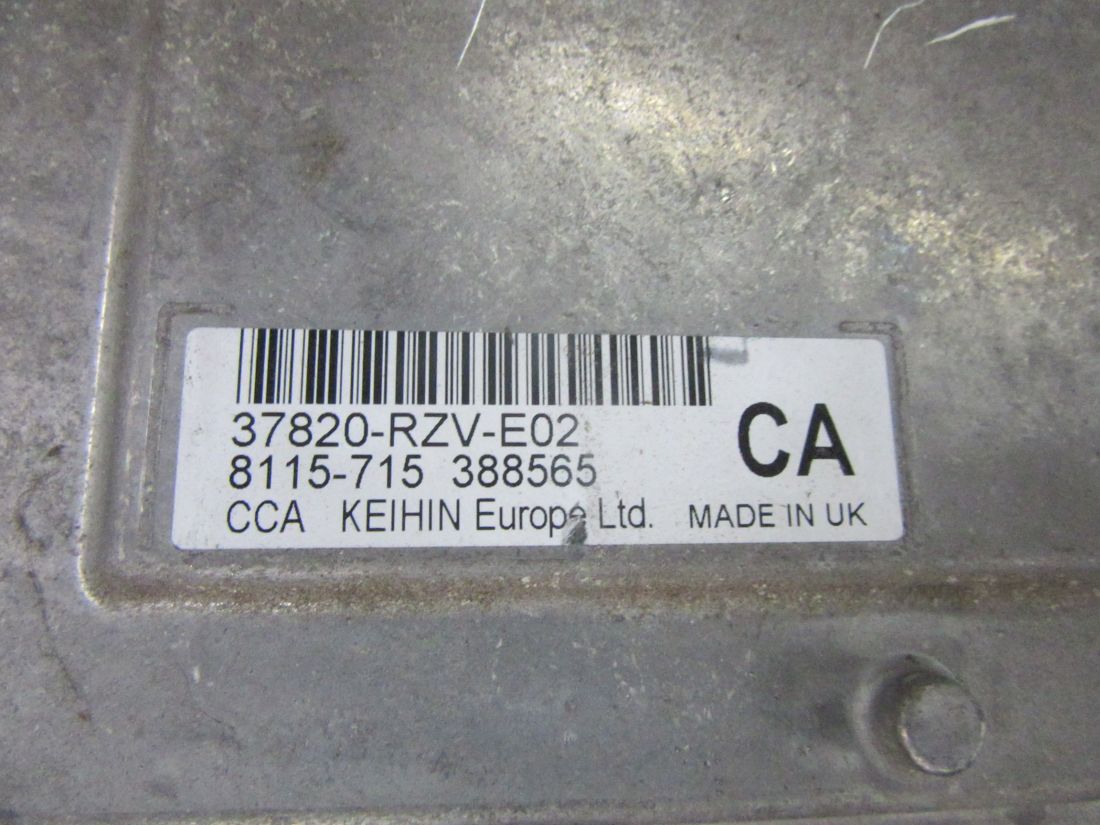 37820-RZV-E02
8115-715 388565
CA
CCA KEIHIN Europe Ltd. MADE IN UK